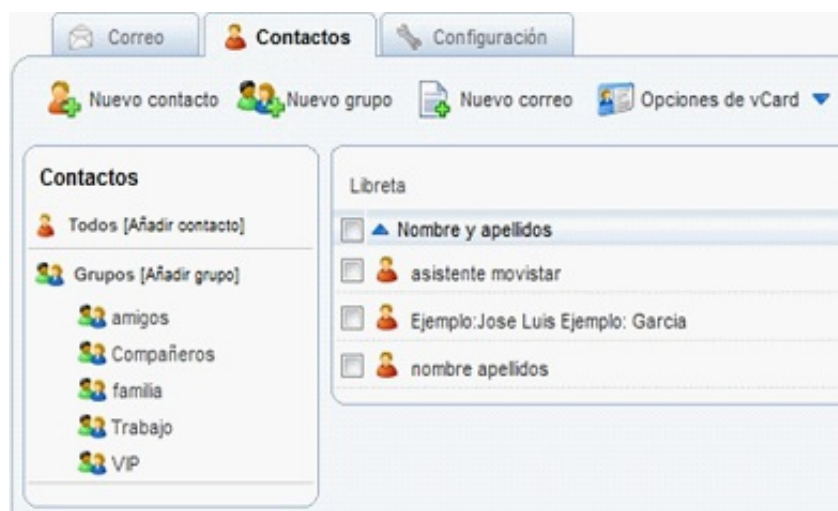 Correo Contactos Configuración
Nuevo contacto Nuevo grupo Nuevo correo Opciones de vCard
Contactos
Todos [Añadir contacto]
Grupos [Añadir grupo]
amigos
Compañeros
familia
Trabajo
VIP
Libreta
Nombre y apellidos
asistente movistar
Ejemplo:Jose Luis Ejemplo: Garcia
nombre apellidos